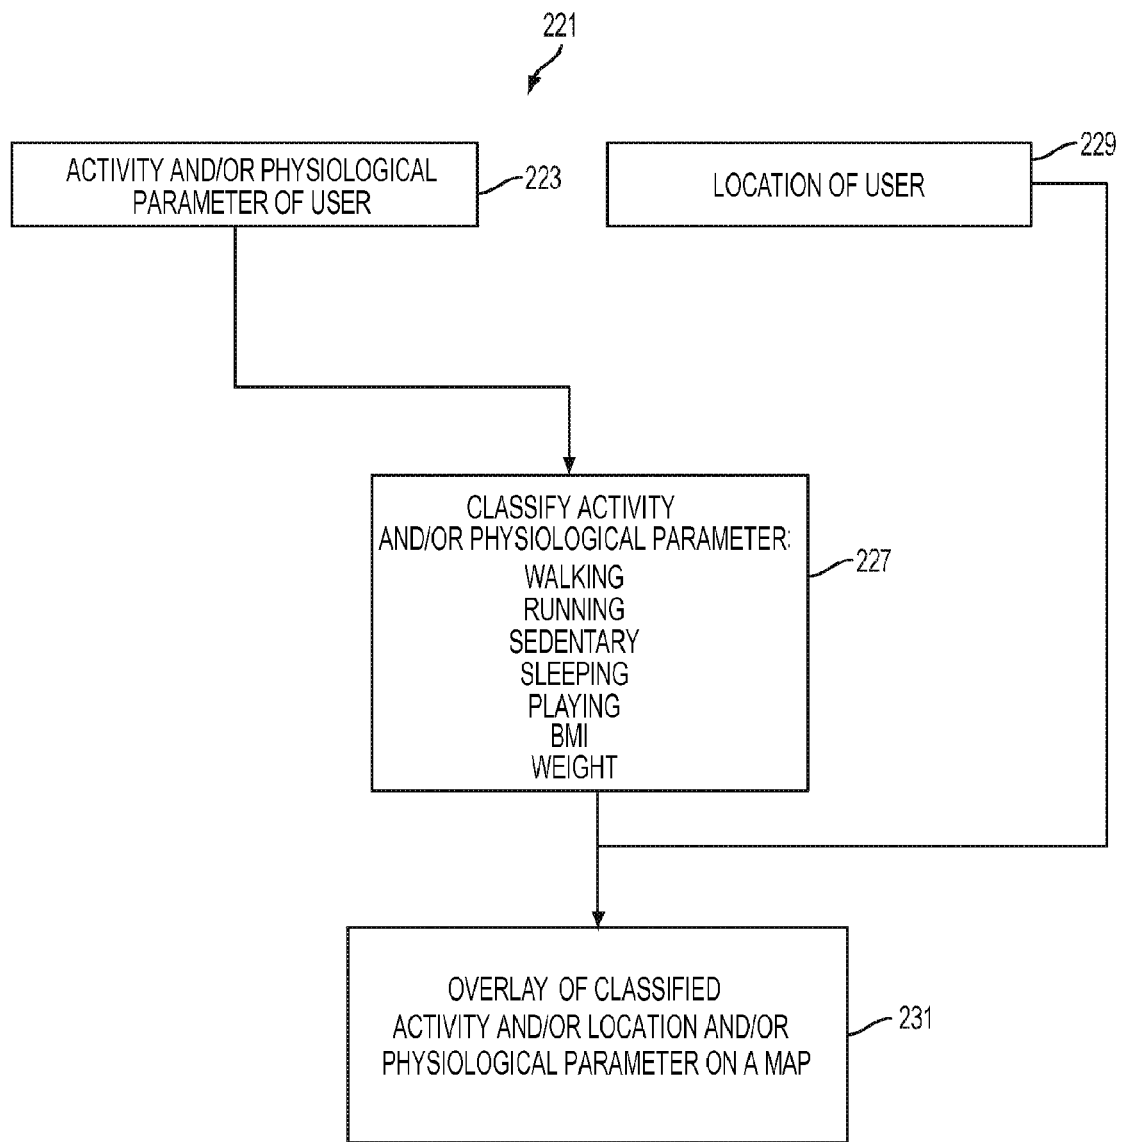 221
ACTIVITY AND/OR PHYSIOLOGICAL
PARAMETER OF USER
223
LOCATION OF USER
229
CLASSIFY ACTIVITY
AND/OR PHYSIOLOGICAL PARAMETER:
WALKING
RUNNING
SEDENTARY
SLEEPING
PLAYING
BMI
WEIGHT
227
OVERLAY OF CLASSIFIED
ACTIVITY AND/OR LOCATION AND/OR
PHYSIOLOGICAL PARAMETER ON A MAP
231